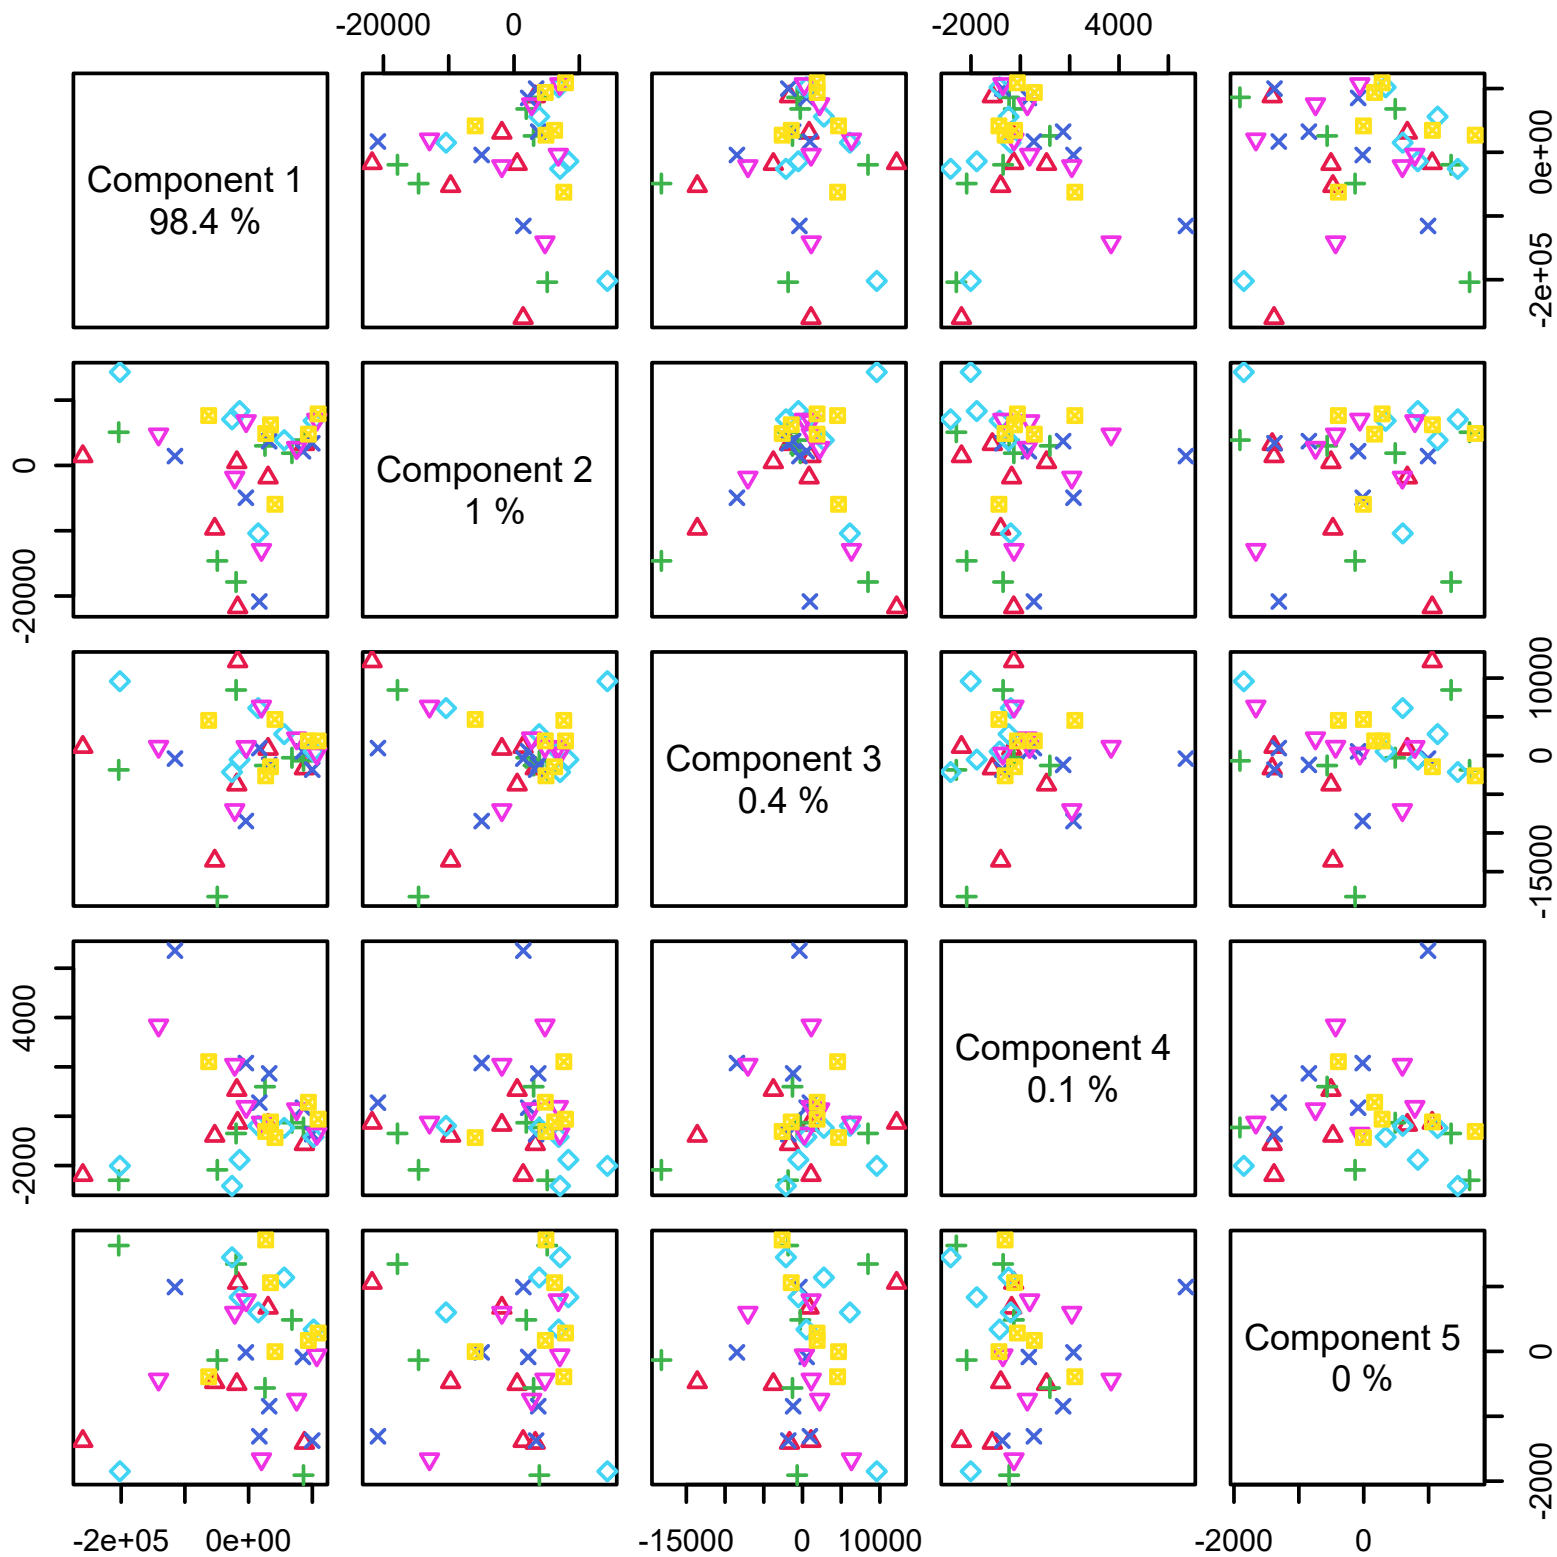 -20000 0 -2000 4000
Component 1
98.4 %
0e+00
-2e+05
0
-20000
Component 2
1 %
Component 3
0.4 %
10000
0
-15000
4000
-2000
Component 4
0.1 %
Component 5
0 %
0
-2000
-2e+05 0e+00 -15000 0 10000 -2000 0